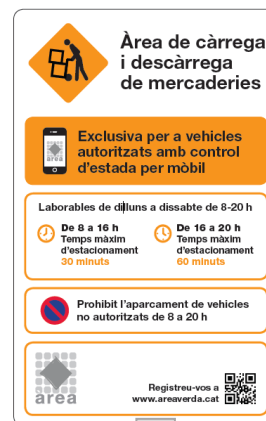 Àrea de càrrega
i descàrrega
de mercaderies
Exclusiva per a vehicles
autoritzats amb control
d'estada per mòbil
àrea
Laborables de dilluns a dissabte de 8-20 h
De 8 a 16 h
Temps màxim
d'estacionament
30 minuts
De 16 a 20 h
Temps màxim
d'estacionament
60 minuts
Prohibit l'aparcament de vehicles
no autoritzats de 8 a 20 h
àrea
Registreu-vos a
www.areaverda.cat